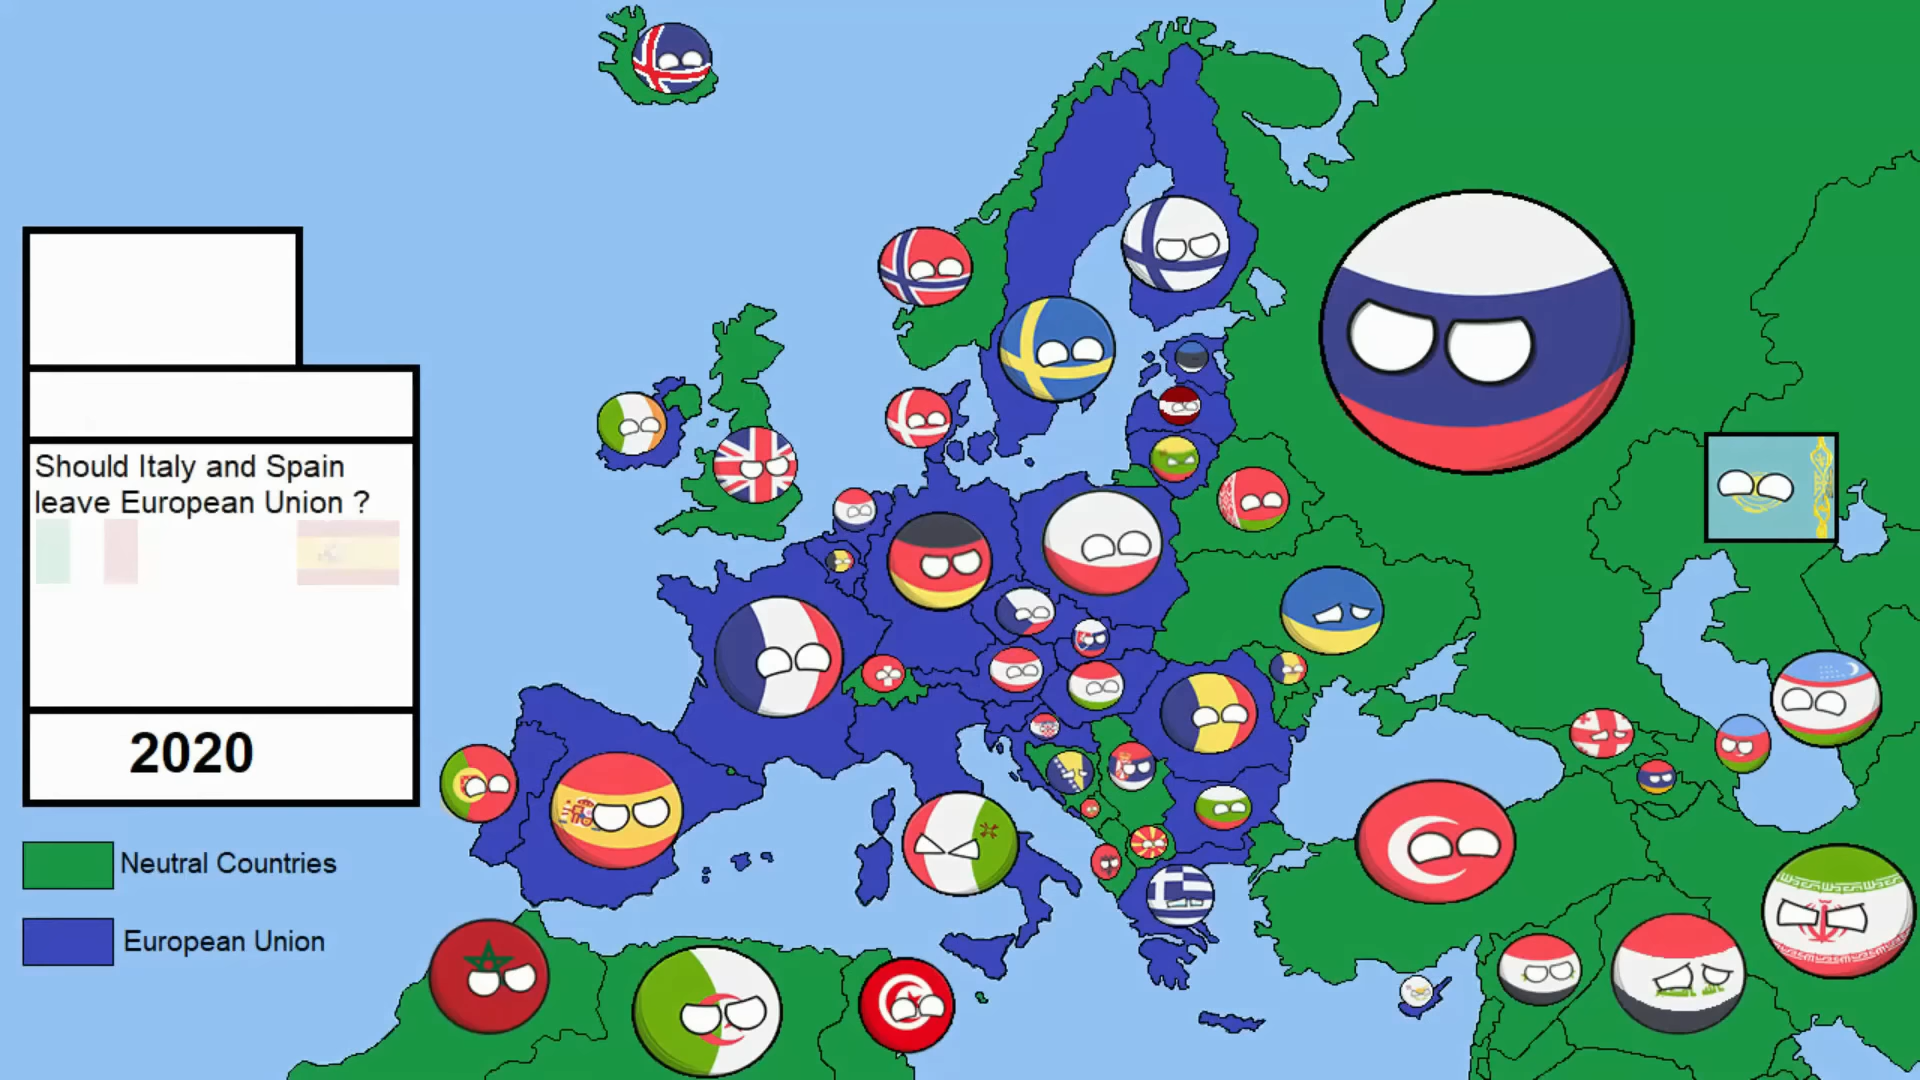 Should Italy and Spain
leave European Union ?
2020
Neutral Countries
European Union